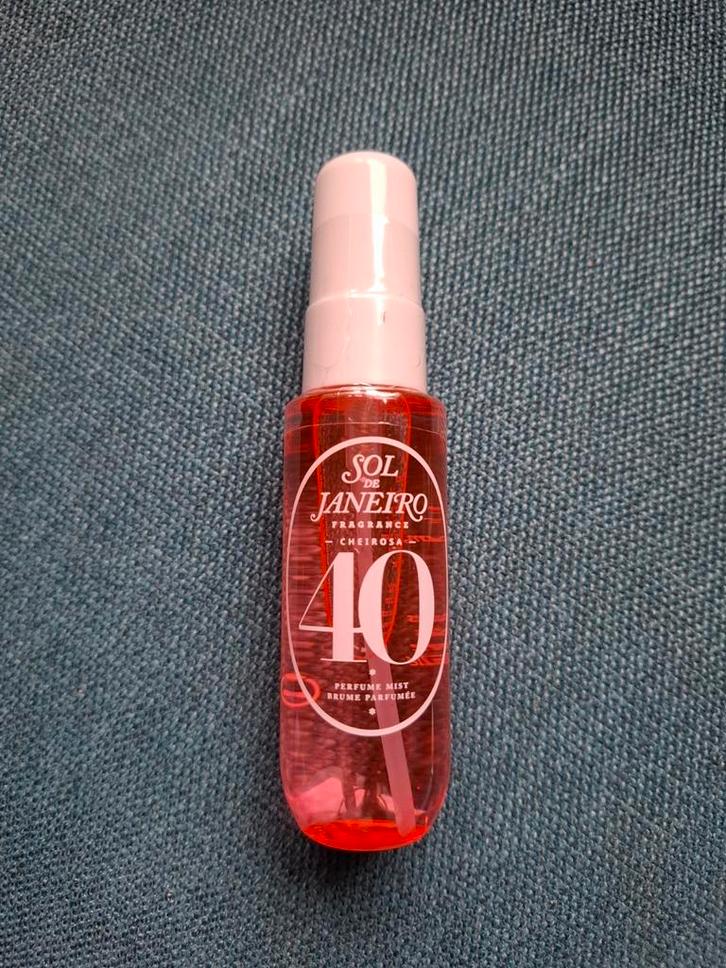 SOL
DE
JANEIRO
FRAGRANCE
CHEIROSA
40
PERFUME MIST
BRUME PARFUMÉE